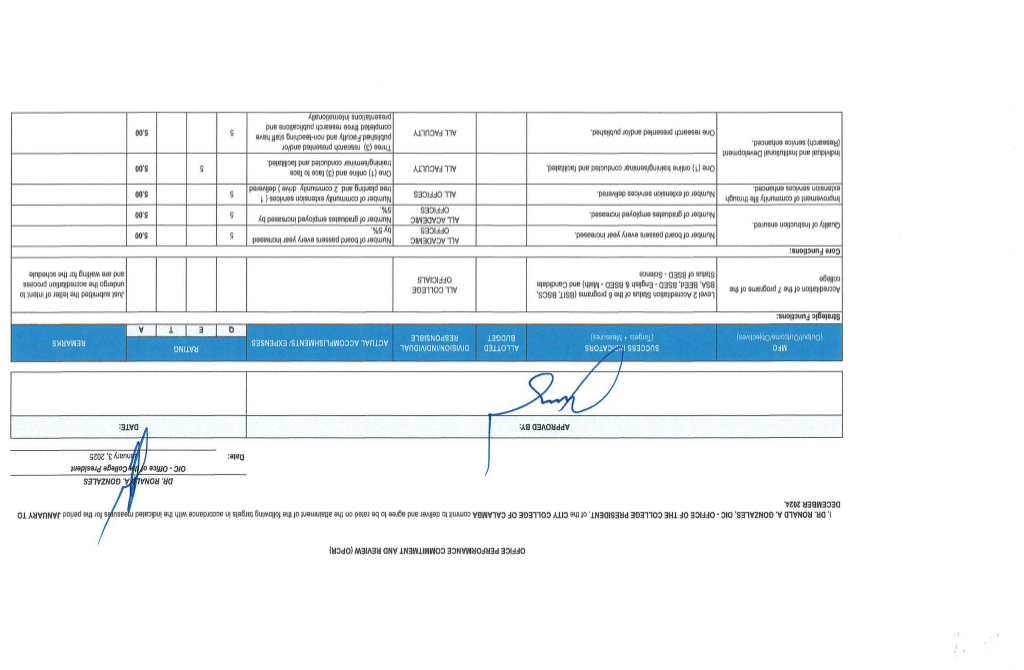 OFFICE PERFORMANCE COMMITMENT AND REVIEW (OPCR)
I, DR. RONALD A. GONZALES, OIC - OFFICE OF THE COLLEGE PRESIDENT, of the CITY COLLEGE OF CALAMBA commit to deliver and agree to be rated on the attainment of the following targets in accordance with the indicated measures for the period JANUARY TO
DECEMBER 2024.
DR. RONALD A. GONZALES
OIC - Office of the College President
Date: January 3, 2025
APPROVED BY: DATE:
MFO
(Output/Outcome/Objectives)
SUCCESS INDICATORS
(Targets + Measures)
ALLOTTED
BUDGET
DIVISION/INDIVIDUAL
RESPONSIBLE
ACTUAL ACCOMPLISHMENTS/ EXPENSES
RATING
Q E T A
REMARKS
Strategic Functions:
Accreditation of the 7 programs of the
college
Level 2 Accreditation Status of the 6 programs (BSIT, BSCS,
BSA, BEEd, BSED - English & BSED - Math) and Candidate
Status of BSED - Science
ALL COLLEGE
OFFICIALS
Just submitted the letter of intent to
undergo the accreditation process
and are waiting for the schedule
Core Functions:
Quality of Instruction ensured.
Number of board passers every year increased.
ALL ACADEMIC
OFFICES
Number of board passers every year increased
by 5%.
5 5.00
Number of graduates employed increased.
ALL ACADEMIC
OFFICES
Number of graduates employed increased by
5%.
5 5.00
Improvement of community life through
extension services enhanced.
Number of extension services delivered.
ALL OFFICES
Number of community extension services ( 1
tree planting and 2 community drive ) delivered
5 5.00
Individual and Institutional Development
(Research) service enhanced.
One (1) online training/seminar conducted and facilitated.
ALL FACULTY
One (1) online and (3) face to face
training/seminar conducted and facilitated.
5 5.00
One research presented and/or published.
ALL FACULTY
Three (3) research presented and/or
published Faculty and non-teaching staff have
completed three research publications and
presentations internationally
5 5.00